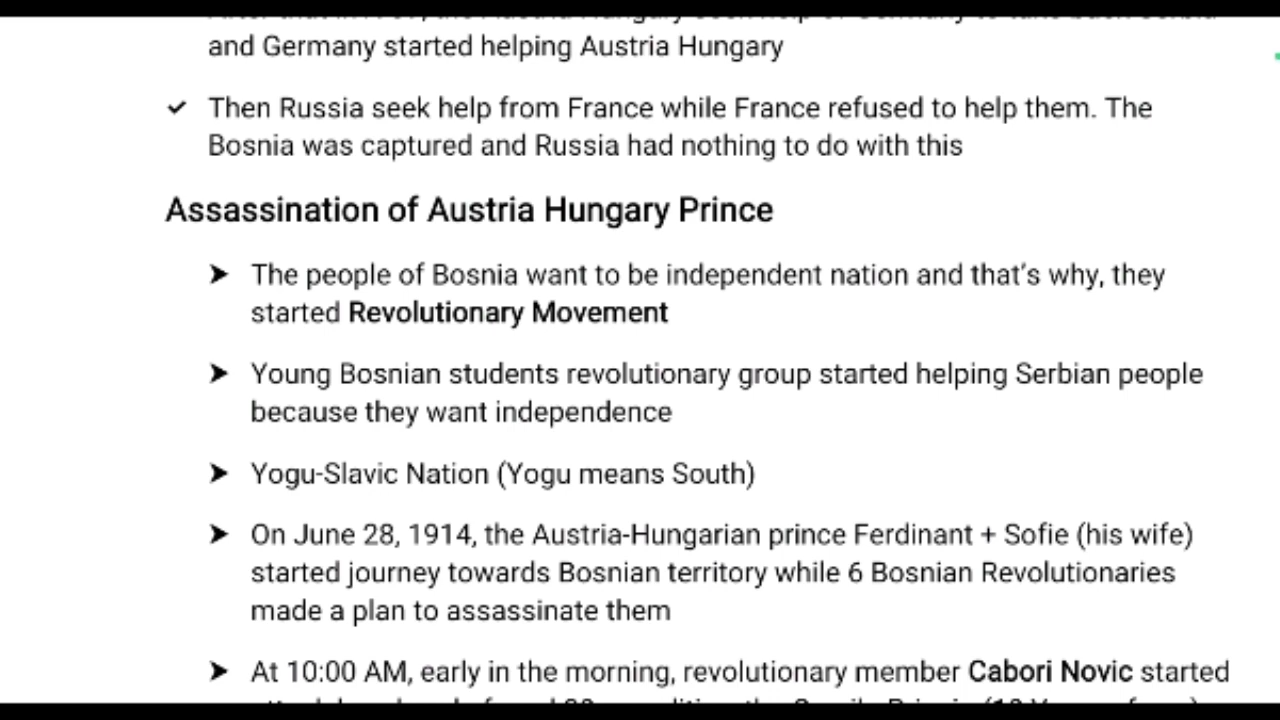 and Germany started helping Austria Hungary
✓ Then Russia seek help from France while France refused to help them. The
Bosnia was captured and Russia had nothing to do with this
Assassination of Austria Hungary Prince
➤ The people of Bosnia want to be independent nation and that's why, they
started Revolutionary Movement
➤ Young Bosnian students revolutionary group started helping Serbian people
because they want independence
➤ Yogu-Slavic Nation (Yogu means South)
➤ On June 28, 1914, the Austria-Hungarian prince Ferdinant + Sofie (his wife)
started journey towards Bosnian territory while 6 Bosnian Revolutionaries
made a plan to assassinate them
➤ At 10:00 AM, early in the morning, revolutionary member Cabori Novic started